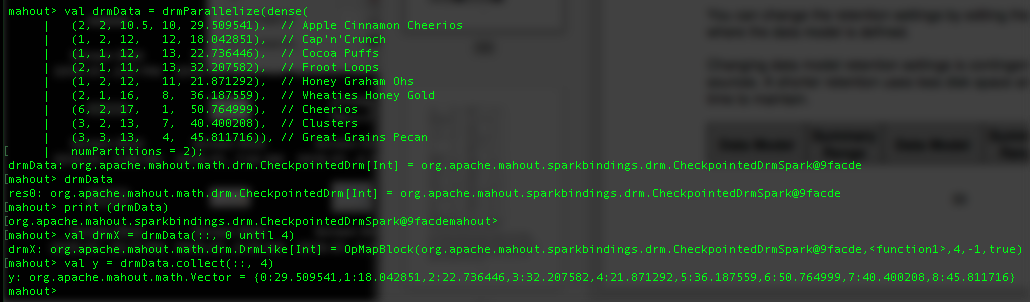 mahout> val drmData = drmParallelize(dense(
     |   (2, 2, 10.5, 10, 29.509541),  // Apple Cinnamon Cheerios
     |   (1, 2, 12,   12, 18.042851),  // Cap'n'Crunch
     |   (1, 1, 12,   13, 22.736446),  // Cocoa Puffs
     |   (2, 1, 11,   13, 32.207582),  // Froot Loops
     |   (1, 2, 12,   11, 21.871292),  // Honey Graham Ohs
     |   (2, 1, 16,   8,  36.187559),  // Wheaties Honey Gold
     |   (6, 2, 17,   1,  50.764999),  // Cheerios
     |   (3, 2, 13,   7,  40.400208),  // Clusters
     |   (3, 3, 13,   4,  45.811716)), // Great Grains Pecan
[    |   numPartitions = 2);
drmData: org.apache.mahout.math.drm.CheckpointedDrm[Int] = org.apache.mahout.sparkbindings.drm.CheckpointedDrmSpark@9facde
[mahout> drmData
res0: org.apache.mahout.math.drm.CheckpointedDrm[Int] = org.apache.mahout.sparkbindings.drm.CheckpointedDrmSpark@9facde
[mahout> print (drmData)
[org.apache.mahout.sparkbindings.drm.CheckpointedDrmSpark@9facdemahout>
[mahout> val drmX = drmData(::, 0 until 4)
drmX: org.apache.mahout.math.drm.DrmLike[Int] = OpMapBlock(org.apache.mahout.sparkbindings.drm.CheckpointedDrmSpark@9facde,<function1>,4,-1,true)
[mahout> val y = drmData.collect(::, 4)
y: org.apache.mahout.math.Vector = {0:29.509541,1:18.042851,2:22.736446,3:32.207582,4:21.871292,5:36.187559,6:50.764999,7:40.400208,8:45.811716}
mahout>